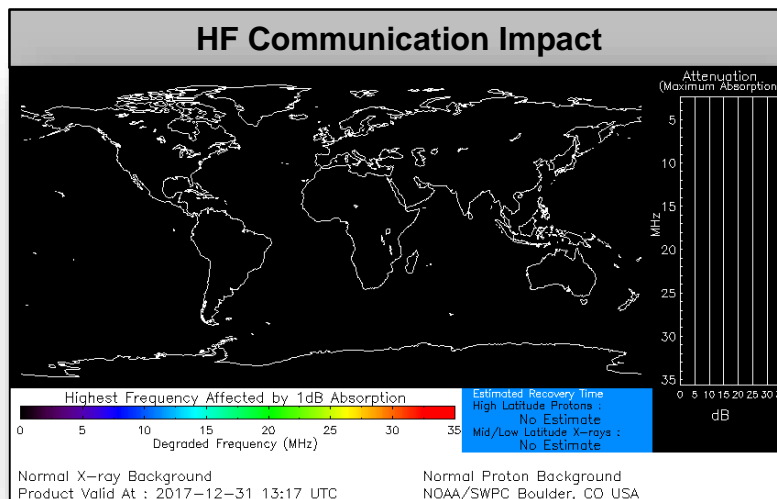 HF Communication Impact
Attenuation
(Maximum Absorption
5
10
15
20
25
30
35
MHz
0 5 10 15 20 25 30
dB
Highest Frequency Affected by 1dB Absorption
0 5 10 15 20 25 30 35
Degraded Frequency (MHz)
Estimated Recovery Time
High Latitude Protons :
No Estimate
Mid/Low Latitude X-rays :
No Estimate
Normal X-ray Background
Product Valid At : 2017-12-31 13:17 UTC
Normal Proton Background
NOAA/SWPC Boulder, CO USA